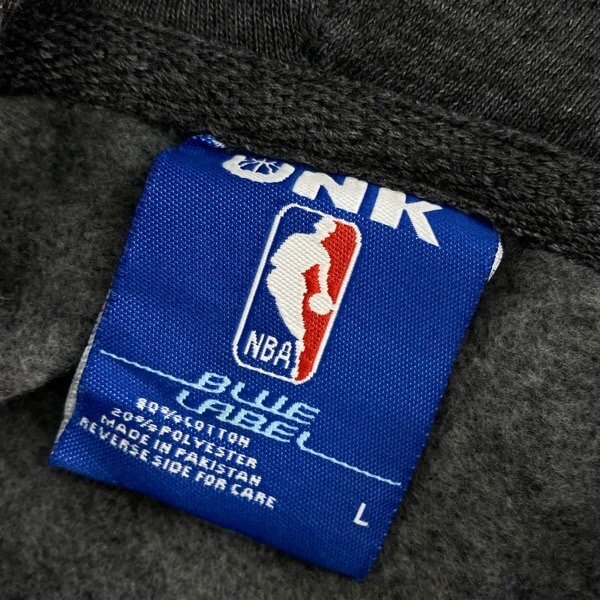 UNK
NBA
BLUE
LABEL
80% COTTON
20% POLYESTER
MADE IN PAKISTAN
REVERSE SIDE FOR CARE
L